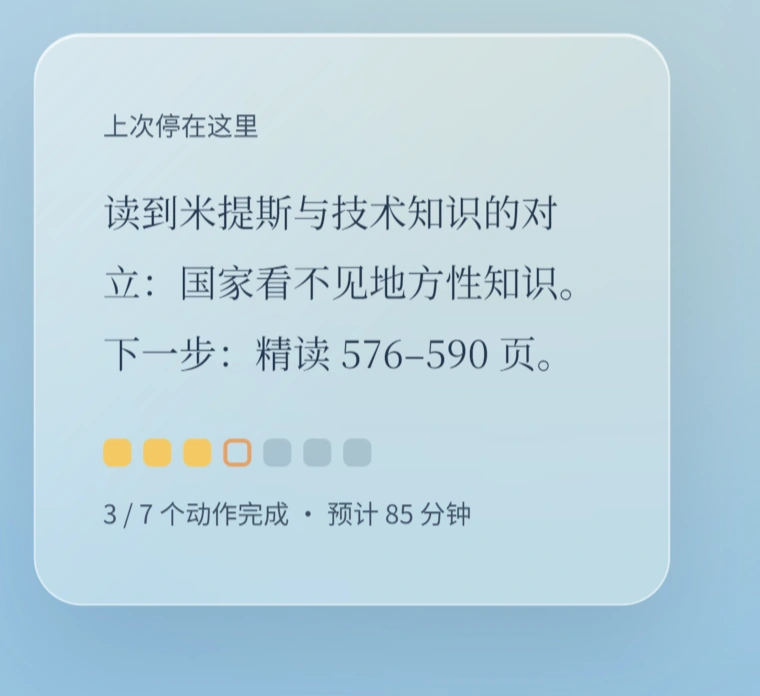 上次停在这里
读到米提斯与技术知识的对
立：国家看不见地方性知识。
下一步：精读 576–590 页。
3 / 7 个动作完成 · 预计 85 分钟